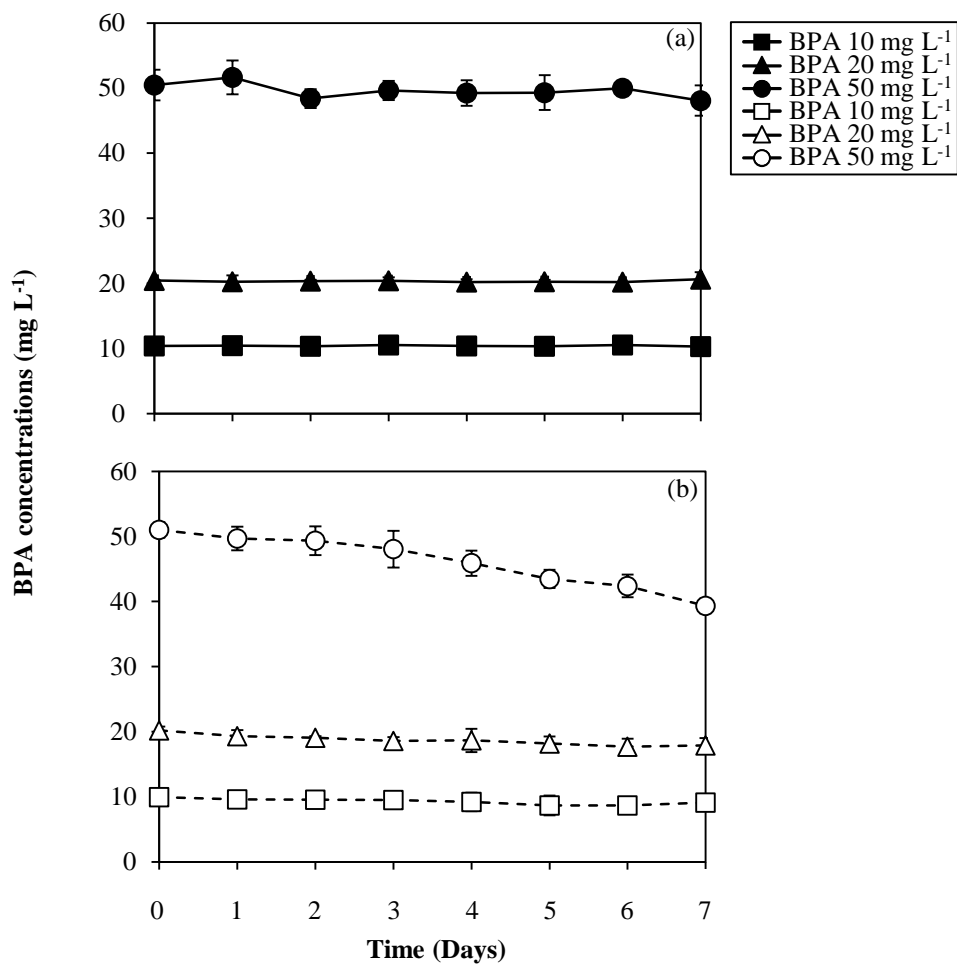 60
50
40
30
20
10
0
(a)
BPA 10 mg L-1
BPA 20 mg L-1
BPA 50 mg L-1
BPA 10 mg L-1
BPA 20 mg L-1
BPA 50 mg L-1
BPA concentrations (mg L-1)
60
50
40
30
20
10
0
(b)
0 1 2 3 4 5 6 7
Time (Days)